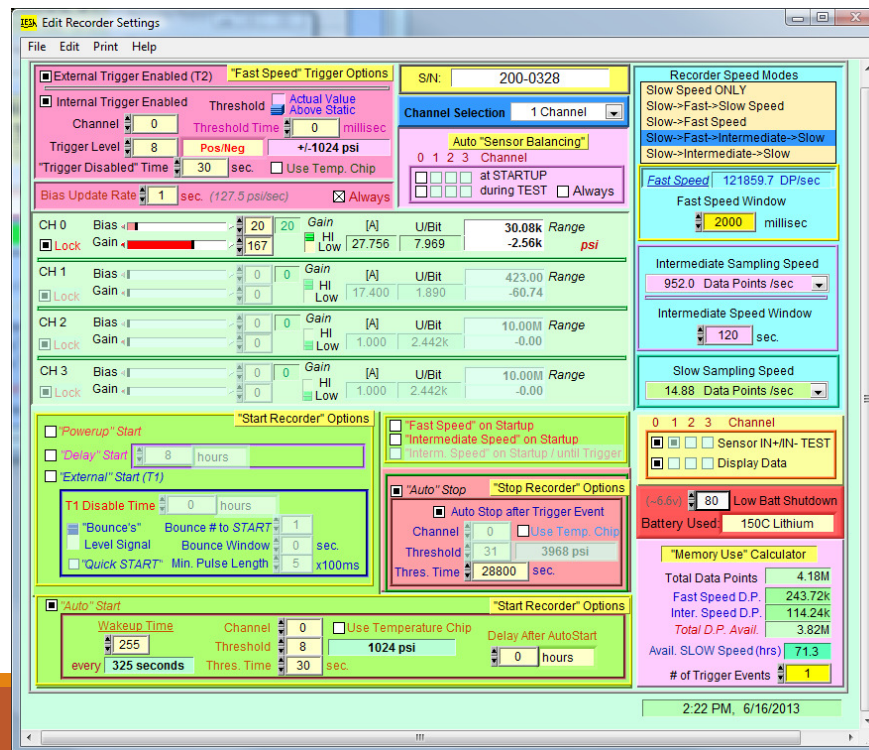 IESA Edit Recorder Settings
File Edit Print Help
External Trigger Enabled (T2) "Fast Speed" Trigger Options
Internal Trigger Enabled Threshold Actual Value
Above Static
Channel 0 Threshold Time 0 millisec
Trigger Level 8 Pos/Neg +/-1024 psi
"Trigger Disabled" Time 30 sec. Use Temp. Chip
Bias Update Rate 1 sec. (127.5 psi/sec) Always
S/N: 200-0328
Channel Selection 1 Channel
Auto "Sensor Balancing"
0 1 2 3 Channel
at STARTUP
during TEST Always
Recorder Speed Modes
Slow Speed ONLY
Slow->Fast->Slow Speed
Slow->Fast Speed
Slow->Fast->Intermediate->Slow
Slow->Intermediate->Slow
Fast Speed 121859.7 DP/sec
Fast Speed Window
2000 millisec
Intermediate Sampling Speed
952.0 Data Points /sec
Intermediate Speed Window
120 sec.
Slow Sampling Speed
14.88 Data Points /sec
CH 0 Bias 20 20 Gain [A] U/Bit 30.08k Range
Lock Gain 167 HI Low 27.756 7.969 -2.56k psi
CH 1 Bias 0 0 Gain [A] U/Bit 423.00 Range
Lock Gain 0 HI Low 17.400 1.890 -60.74
CH 2 Bias 0 0 Gain [A] U/Bit 10.00M Range
Lock Gain 0 HI Low 1.000 2.442k -0.00
CH 3 Bias 0 0 Gain [A] U/Bit 10.00M Range
Lock Gain 0 HI Low 1.000 2.442k -0.00
"Start Recorder" Options
"Powerup" Start
"Delay" Start 8 hours
"External" Start (T1)
T1 Disable Time 0 hours
"Bounce's" Bounce # to START 1
Level Signal Bounce Window 0 sec.
"Quick START" Min. Pulse Length 5 x100ms
"Fast Speed" on Startup
"Intermediate Speed" on Startup
"Interm. Speed" on Startup / until Trigger
"Auto" Stop "Stop Recorder" Options
Auto Stop after Trigger Event
Channel 0 Use Temp. Chip
Threshold 31 3968 psi
Thres. Time 28800 sec.
0 1 2 3 Channel
Sensor IN+/IN- TEST
Display Data
(~6.6v) 80 Low Batt Shutdown
Battery Used: 150C Lithium
"Memory Use" Calculator
Total Data Points 4.18M
Fast Speed D.P. 243.72k
Inter. Speed D.P. 114.24k
Total D.P. Avail. 3.82M
Avail. SLOW Speed (hrs) 71.3
# of Trigger Events 1
"Auto" Start "Start Recorder" Options
Wakeup Time Channel 0 Use Temperature Chip
255 Threshold 8 1024 psi Delay After AutoStart
every 325 seconds Thres. Time 30 sec. 0 hours
2:22 PM, 6/16/2013